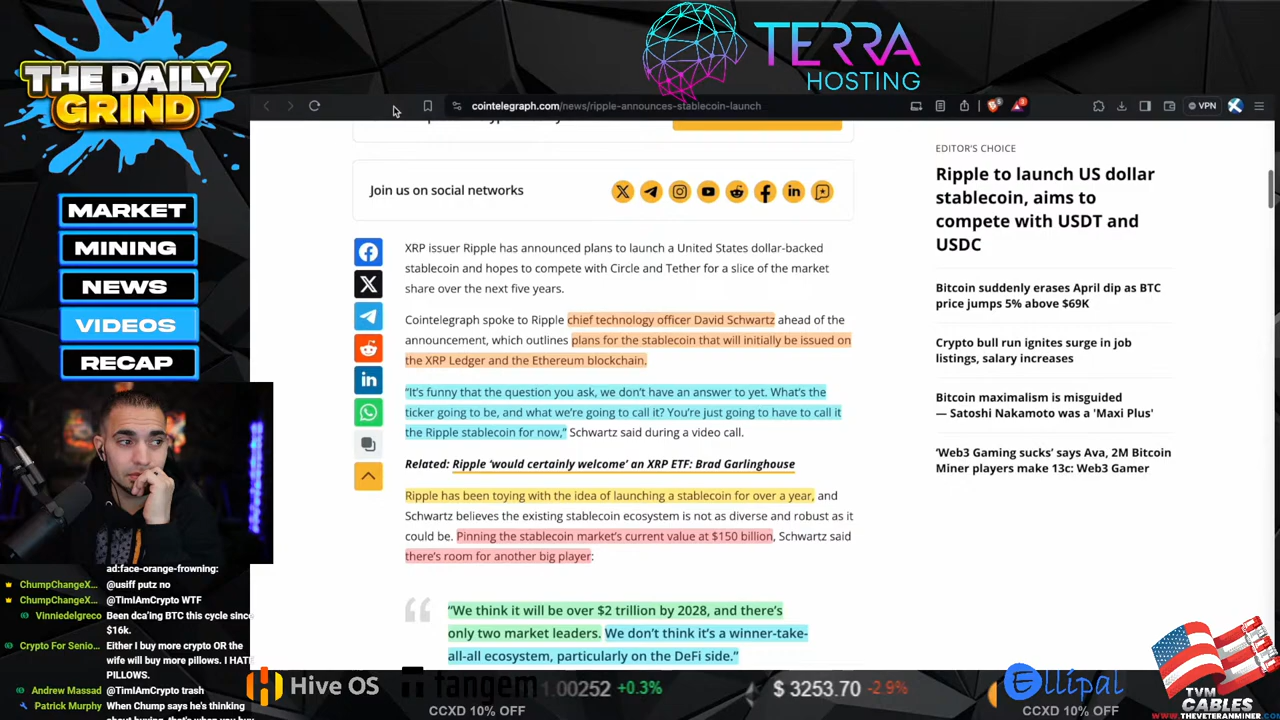 THE DAILY
GRIND
TERRA
HOSTING
cointelegraph.com/news/ripple-announces-stablecoin-launch
VPN
MARKET
MINING
NEWS
VIDEOS
RECAP
Join us on social networks
XRP issuer Ripple has announced plans to launch a United States dollar-backed
stablecoin and hopes to compete with Circle and Tether for a slice of the market
share over the next five years.
Cointelegraph spoke to Ripple chief technology officer David Schwartz ahead of the
announcement, which outlines plans for the stablecoin that will initially be issued on
the XRP Ledger and the Ethereum blockchain.
“It’s funny that the question you ask, we don’t have an answer to yet. What’s the
ticker going to be, and what we’re going to call it? You’re just going to have to call it
the Ripple stablecoin for now,” Schwartz said during a video call.
Related: Ripple ‘would certainly welcome’ an XRP ETF: Brad Garlinghouse
Ripple has been toying with the idea of launching a stablecoin for over a year, and
Schwartz believes the existing stablecoin ecosystem is not as diverse and robust as it
could be. Pinning the stablecoin market’s current value at $150 billion, Schwartz said
there’s room for another big player:
“We think it will be over $2 trillion by 2028, and there’s
only two market leaders. We don’t think it’s a winner-take-
all-all ecosystem, particularly on the DeFi side.”
EDITOR'S CHOICE
Ripple to launch US dollar
stablecoin, aims to
compete with USDT and
USDC
Bitcoin suddenly erases April dip as BTC
price jumps 5% above $69K
Crypto bull run ignites surge in job
listings, salary increases
Bitcoin maximalism is misguided
— Satoshi Nakamoto was a 'Maxi Plus'
‘Web3 Gaming sucks’ says Ava, 2M Bitcoin
Miner players make 13c: Web3 Gamer
ad:face-orange-frowning:
ChumpChangeX... @usiff putz no
ChumpChangeX... @TimIAmCrypto WTF
Vinniedelgreco Been dca'ing BTC this cycle since
$16k.
Crypto For Senio... Either I buy more crypto OR the
wife will buy more pillows. I HATE
PILLOWS.
Andrew Massad @TimIAmCrypto trash
Patrick Murphy When Chump says he's thinking
Hive OS
tangem
CCXD 10% OFF
1.00252 +0.3%
$ 3253.70 -2.9%
Ellipal
CCXD 10% OFF
TVM
CABLES
WWW.THEVETERANMINER.